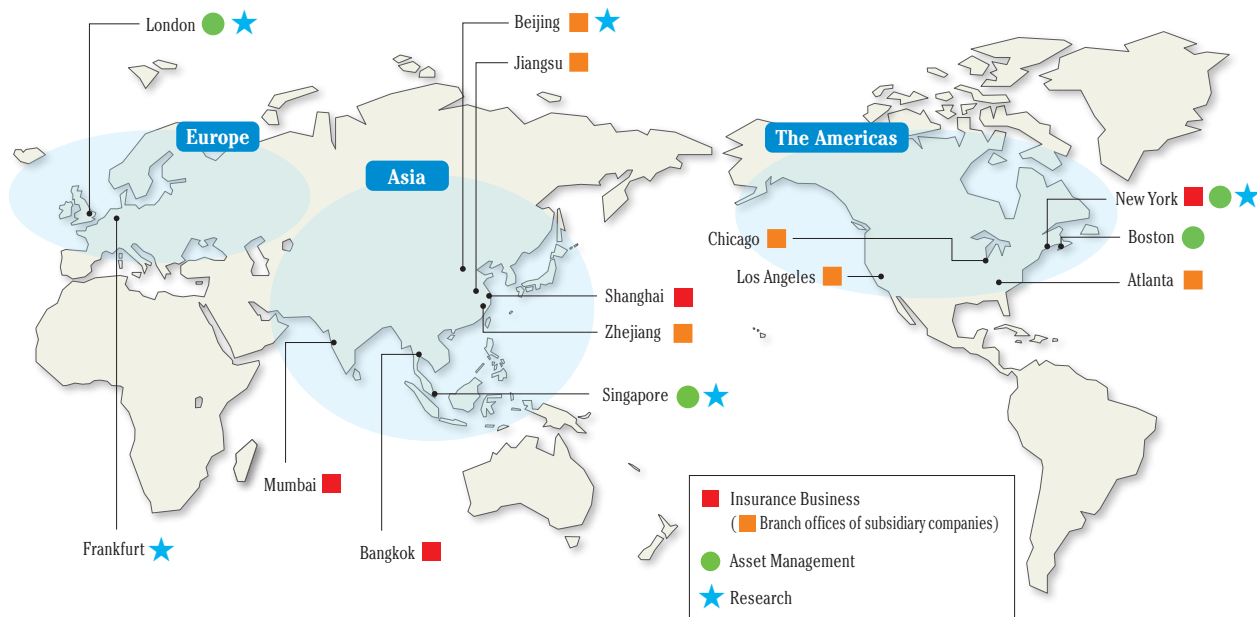 London
Beijing
Jiangsu
Europe
Asia
The Americas
New York
Chicago
Boston
Los Angeles
Atlanta
Shanghai
Zhejiang
Singapore
Mumbai
Frankfurt
Bangkok
Insurance Business
( Branch offices of subsidiary companies)
Asset Management
Research